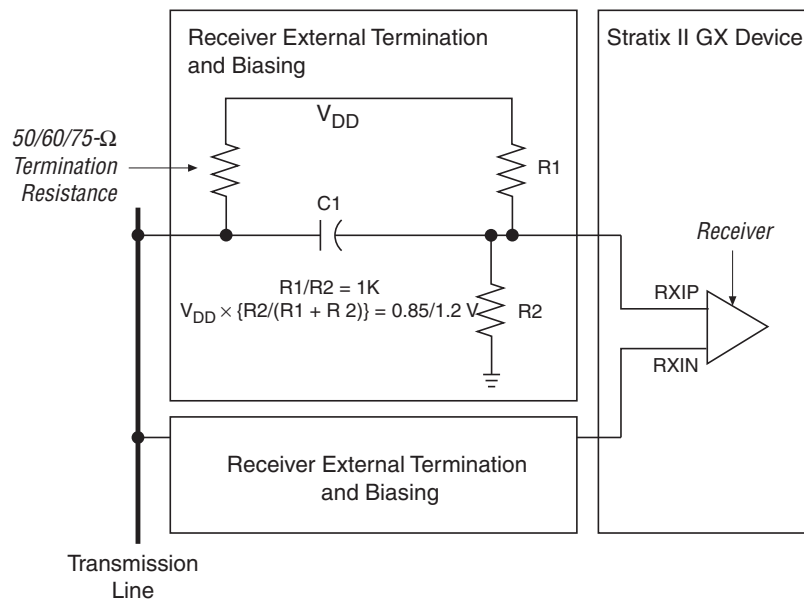 Receiver External Termination
and Biasing
Stratix II GX Device
V_DD
50/60/75-Ω
Termination
Resistance
R1
C1
Receiver
R1/R2 = 1K
V_DD × {R2/(R1 + R 2)} = 0.85/1.2 V
R2
RXIP
RXIN
Receiver External Termination
and Biasing
Transmission
Line